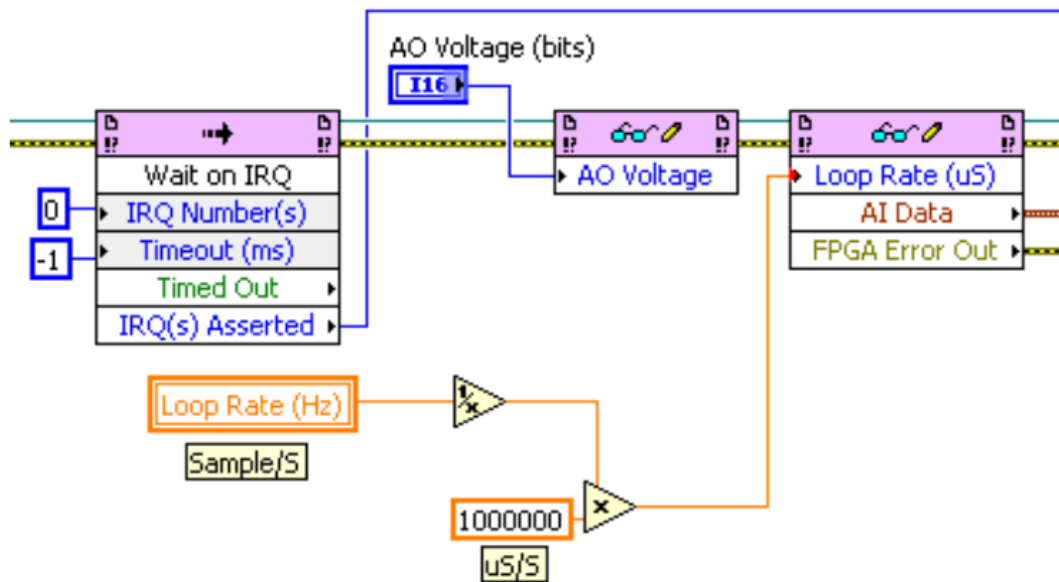 AO Voltage (bits)
I16
!? !?
Wait on IRQ
0
IRQ Number(s)
-1
Timeout (ms)
Timed Out
IRQ(s) Asserted
!? !?
AO Voltage
!? !?
Loop Rate (uS)
AI Data
FPGA Error Out
Loop Rate (Hz)
1/x
Sample/S
x
1000000
uS/S